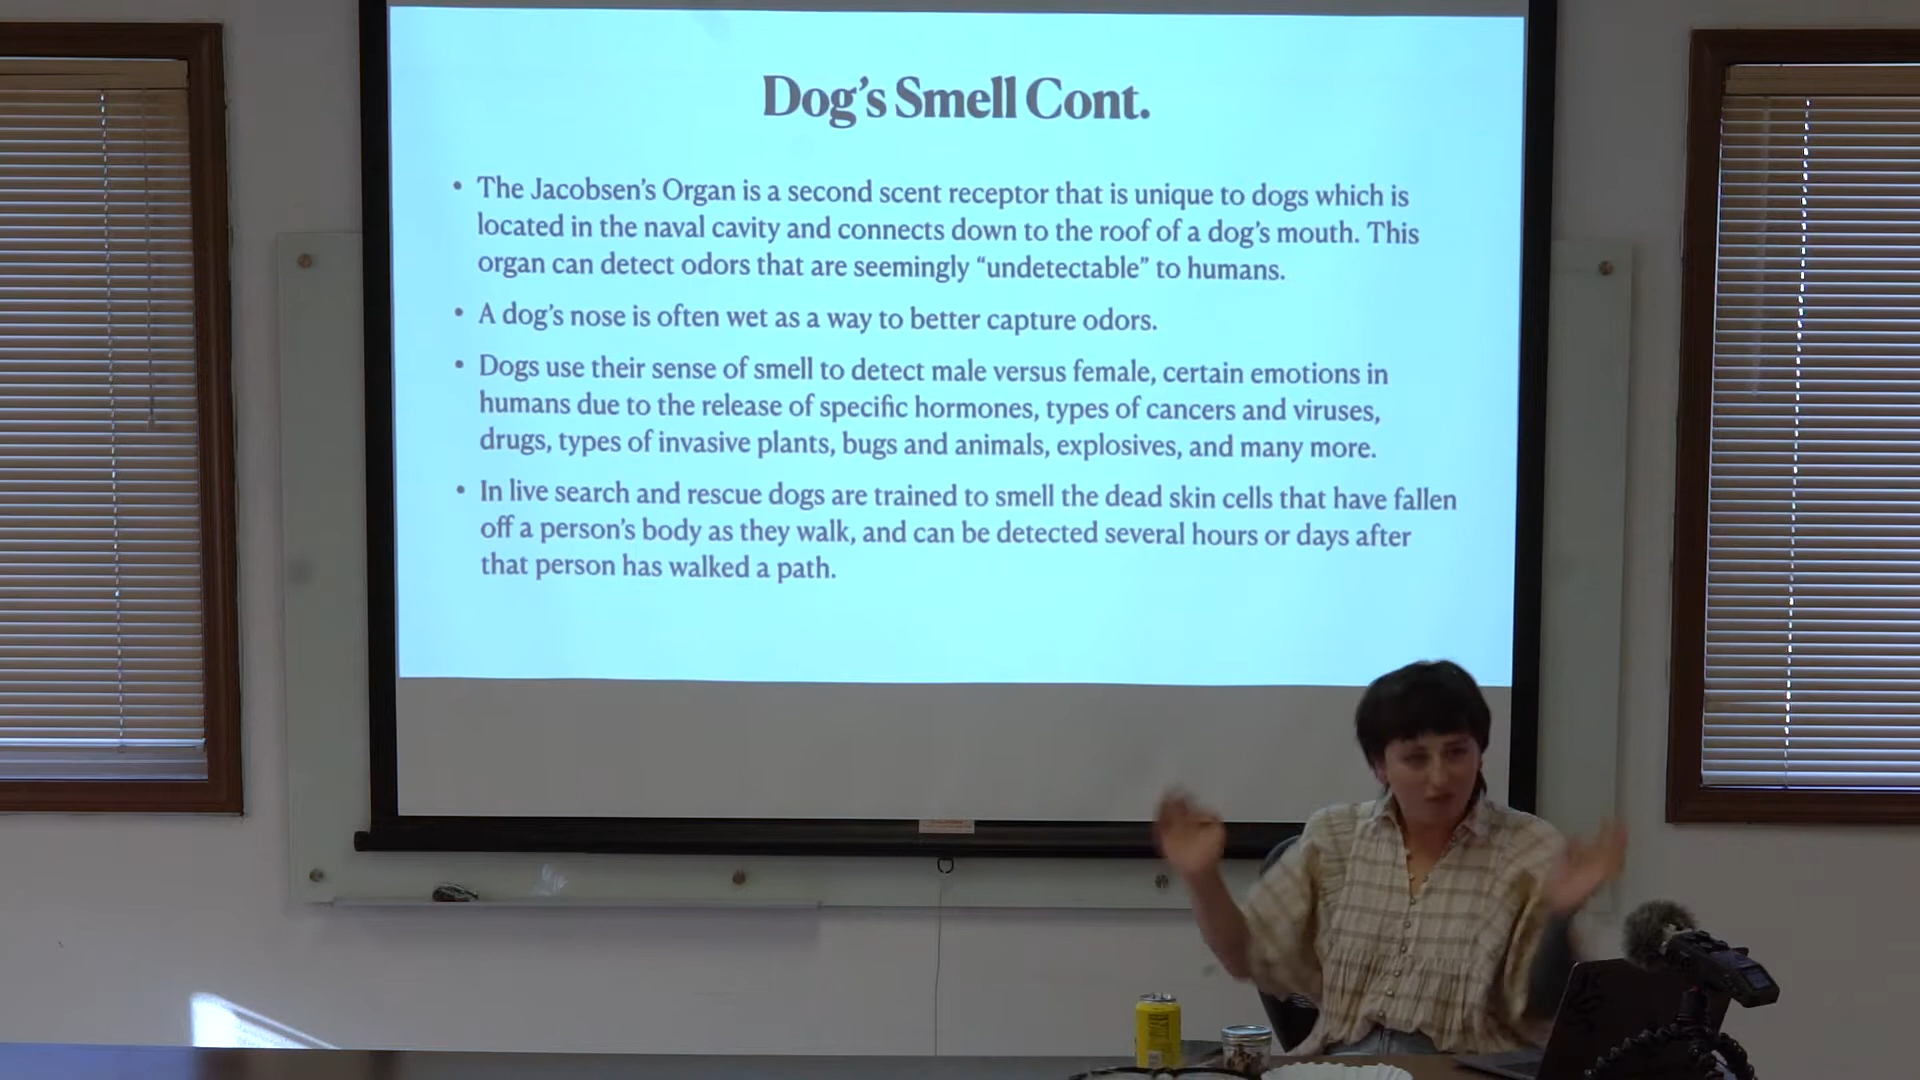 Dog's Smell Cont.
• The Jacobsen's Organ is a second scent receptor that is unique to dogs which is
located in the naval cavity and connects down to the roof of a dog's mouth. This
organ can detect odors that are seemingly “undetectable” to humans.
• A dog's nose is often wet as a way to better capture odors.
• Dogs use their sense of smell to detect male versus female, certain emotions in
humans due to the release of specific hormones, types of cancers and viruses,
drugs, types of invasive plants, bugs and animals, explosives, and many more.
• In live search and rescue dogs are trained to smell the dead skin cells that have fallen
off a person's body as they walk, and can be detected several hours or days after
that person has walked a path.